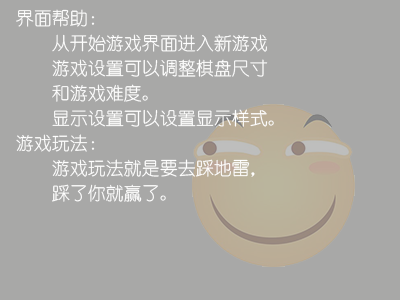 界面帮助：
从开始游戏界面进入新游戏
游戏设置可以调整棋盘尺寸
和游戏难度。
显示设置可以设置显示样式。
游戏玩法：
游戏玩法就是要去踩地雷，
踩了你就赢了。